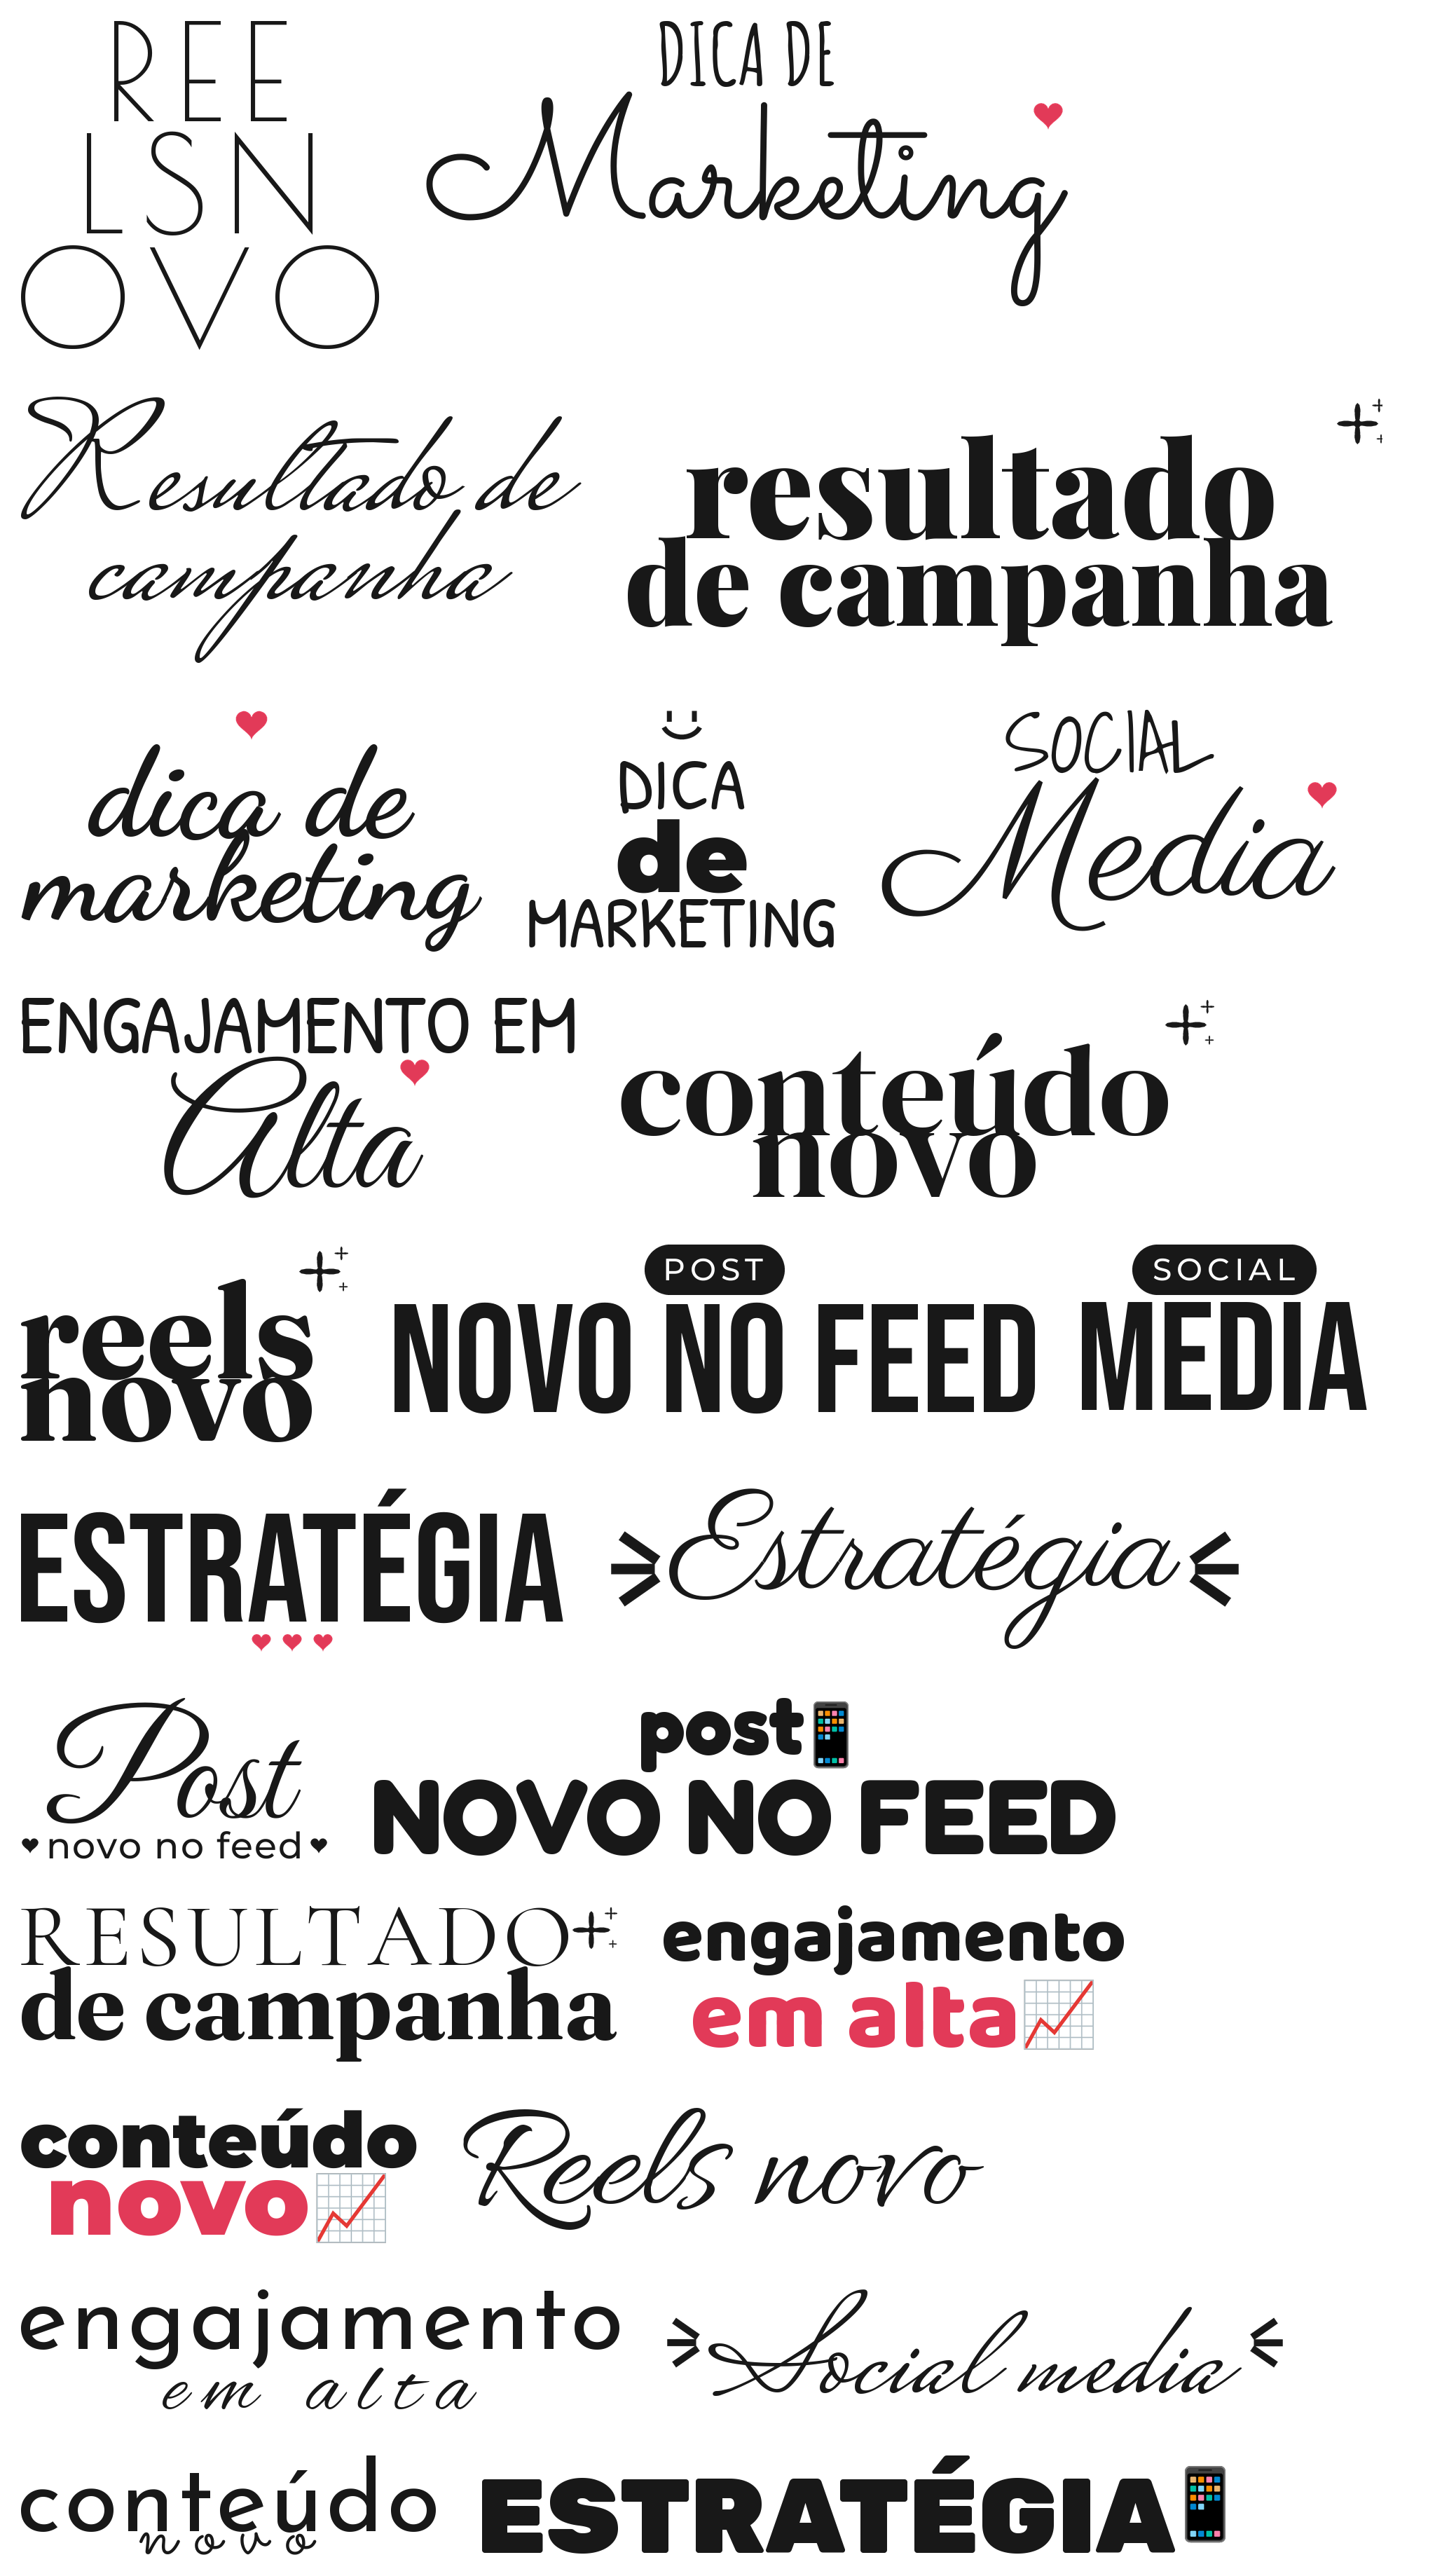 REE
LSN
OVO
DICA DE
Marketing
Resultado de
campanha
resultado
de campanha
dica de
marketing
DICA
de
MARKETING
SOCIAL
Media
ENGAJAMENTO EM
Alta
conteúdo
novo
reels
novo
POST
NOVO NO FEED
SOCIAL
MEDIA
ESTRATÉGIA
Estratégia
Post
novo no feed
post
NOVO NO FEED
RESULTADO
de campanha
engajamento
em alta
conteúdo
novo
Reels novo
engajamento
em alta
Social media
conteúdo
novo
ESTRATÉGIA